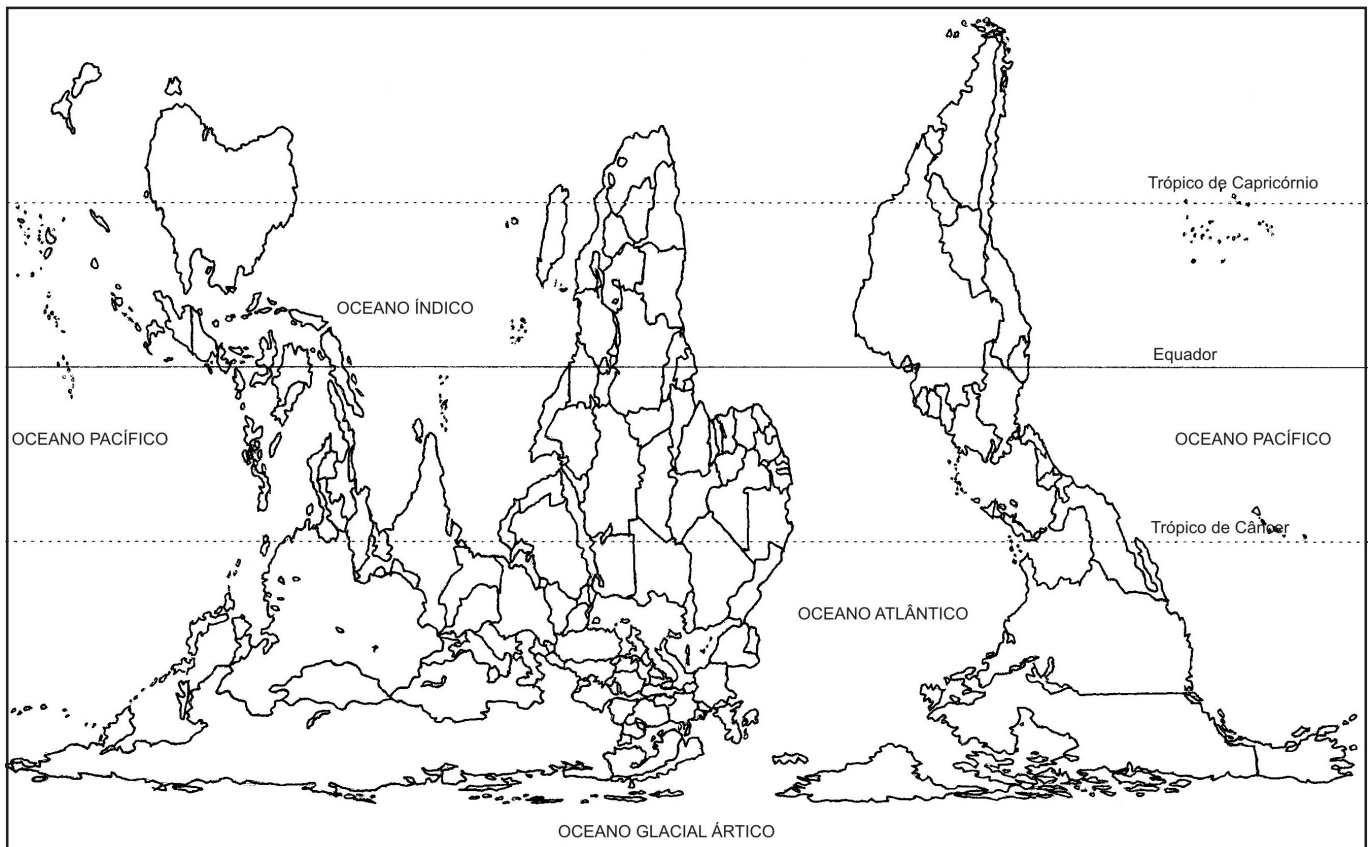 Trópico de Capricórnio
OCEANO ÍNDICO
Equador
OCEANO PACÍFICO
OCEANO PACÍFICO
Trópico de Câncer
OCEANO ATLÂNTICO
OCEANO GLACIAL ÁRTICO